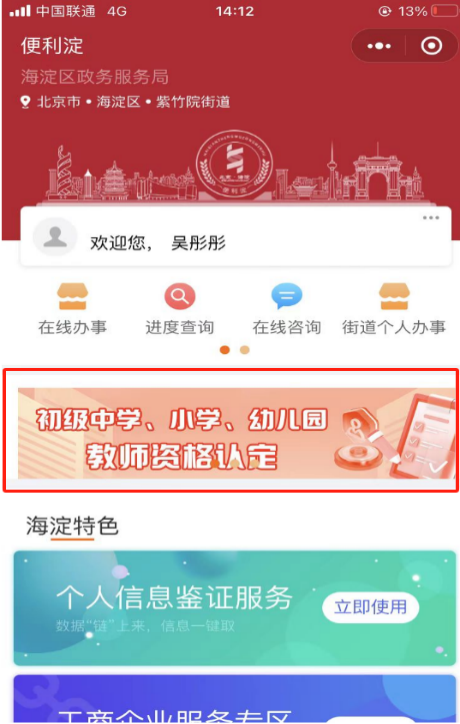 中国联通 4G 14:12 13%
便利淀
海淀区政务服务局
北京市•海淀区•紫竹院街道
便利淀
欢迎您， 吴彤彤
在线办事 进度查询 在线咨询 街道个人办事
初级中学、小学、幼儿园
教师资格认定
海淀特色
个人信息鉴证服务
立即使用
数据“链”上来，信息一键取
工商企业服务专区